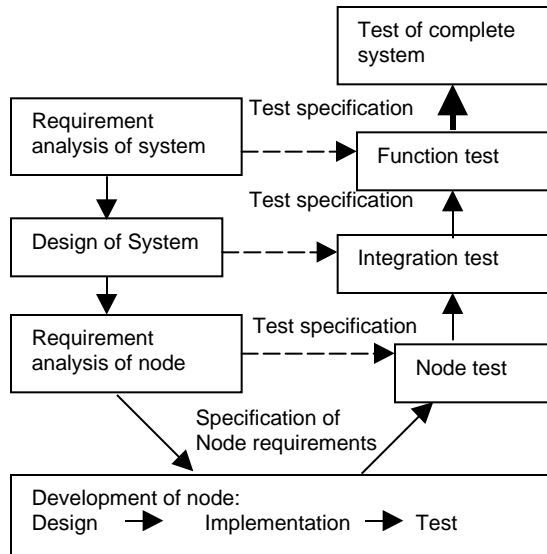 Test of complete
system
Test specification
Requirement
analysis of system
Function test
Test specification
Design of System
Integration test
Test specification
Requirement
analysis of node
Node test
Specification of
Node requirements
Development of node:
Design Implementation Test